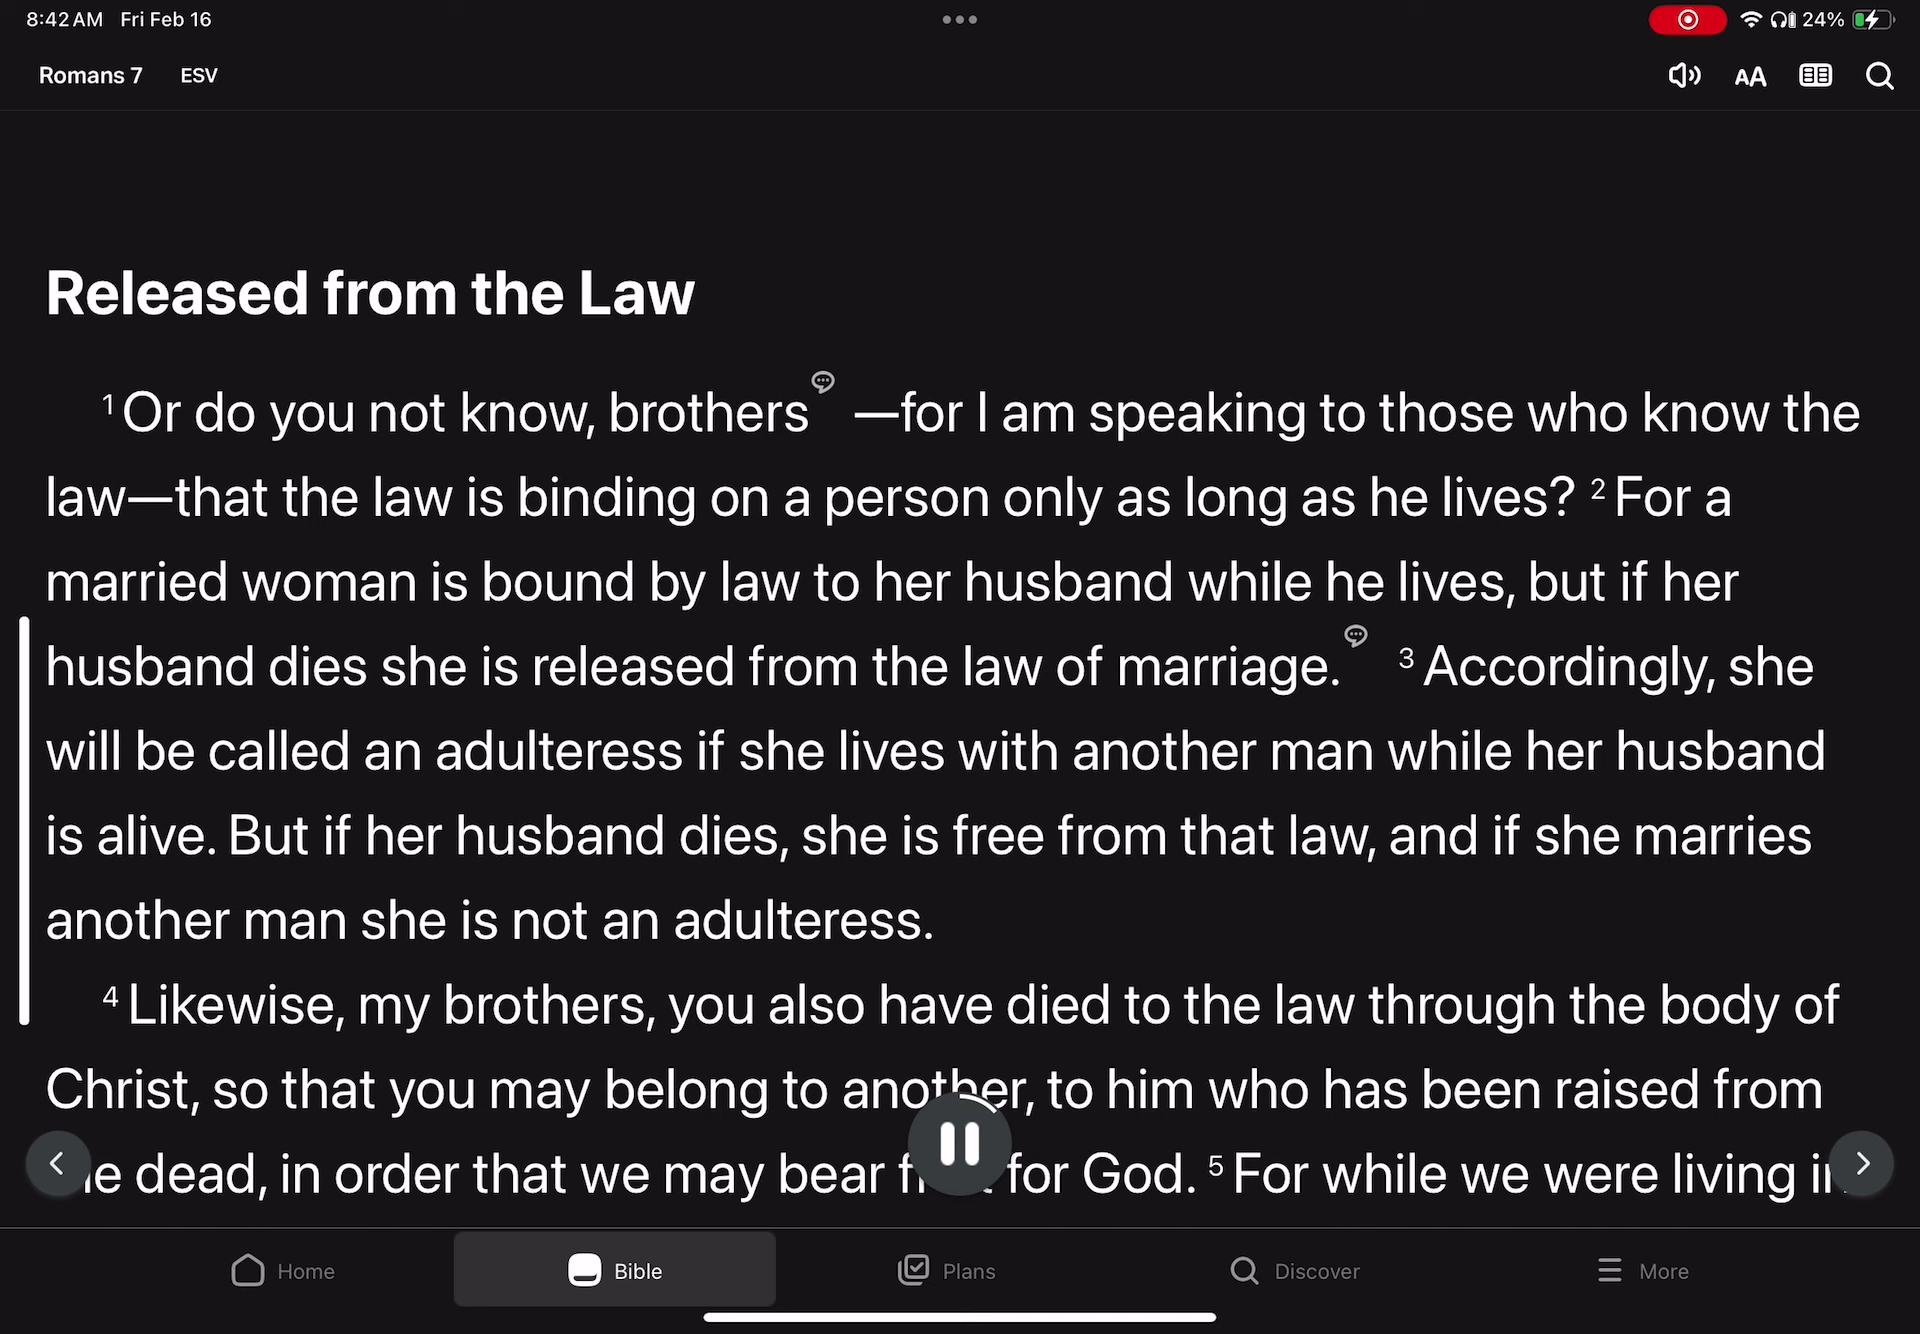 8:42 AM Fri Feb 16
24%
Romans 7 ESV
AA
Released from the Law
1 Or do you not know, brothers —for I am speaking to those who know the
law—that the law is binding on a person only as long as he lives? 2 For a
married woman is bound by law to her husband while he lives, but if her
husband dies she is released from the law of marriage. 3 Accordingly, she
will be called an adulteress if she lives with another man while her husband
is alive. But if her husband dies, she is free from that law, and if she marries
another man she is not an adulteress.
4 Likewise, my brothers, you also have died to the law through the body of
Christ, so that you may belong to another, to him who has been raised from
dead, in order that we may bear for God. 5 For while we were living in
Home Bible Plans Discover More